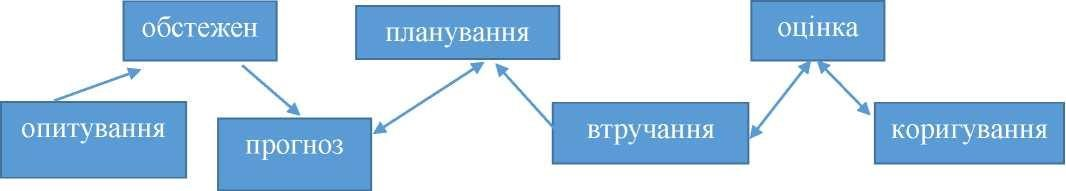 обстежен
планування
оцінка
опитування
прогноз
втручання
коригування